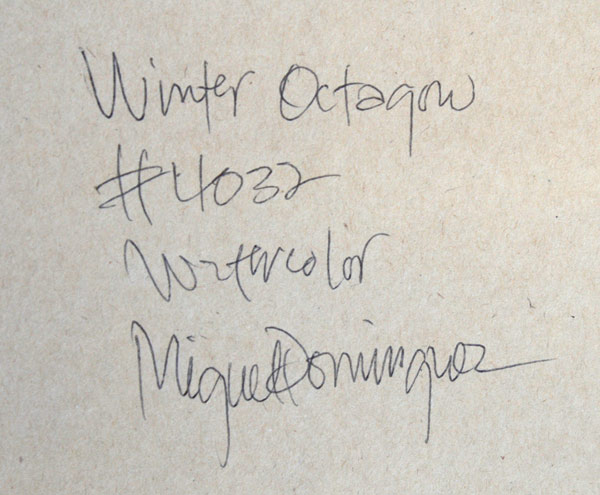 Winter Octagon
#4032
Watercolor
Miguel Dominguez